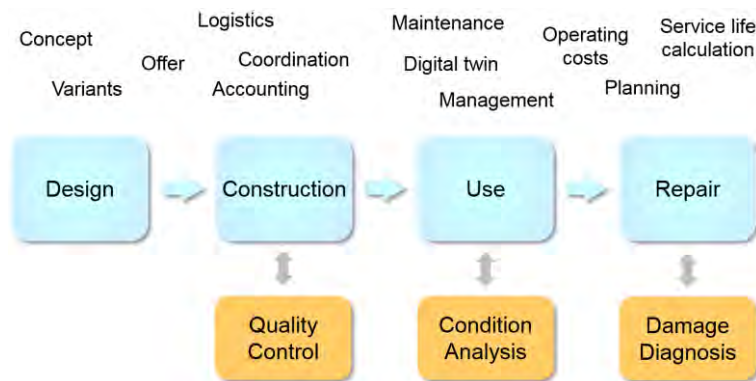 Concept
Variants
Offer
Logistics
Coordination
Accounting
Maintenance
Digital twin
Management
Operating
costs
Service life
calculation
Planning
Design
Construction
Use
Repair
Quality
Control
Condition
Analysis
Damage
Diagnosis